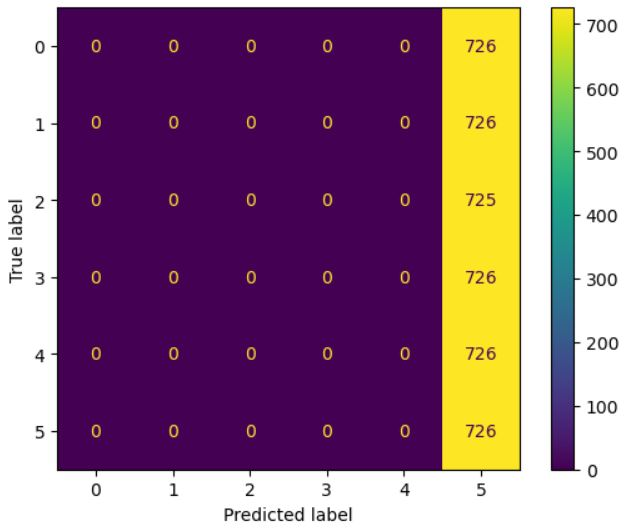 0 0 0 0 0 0 726
1 0 0 0 0 0 726
2 0 0 0 0 0 725
3 0 0 0 0 0 726
4 0 0 0 0 0 726
5 0 0 0 0 0 726
0 1 2 3 4 5
Predicted label
True label
700
600
500
400
300
200
100
0